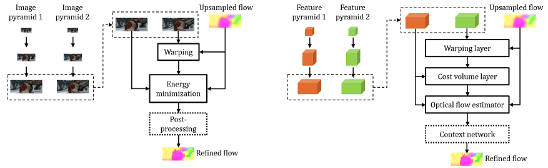 Image pyramid 1
Image pyramid 2
Upsampled flow
Warping
Energy minimization
Post-processing
Refined flow
Feature pyramid 1
Feature pyramid 2
Upsampled flow
Warping layer
Cost volume layer
Optical flow estimator
Context network
Refined flow